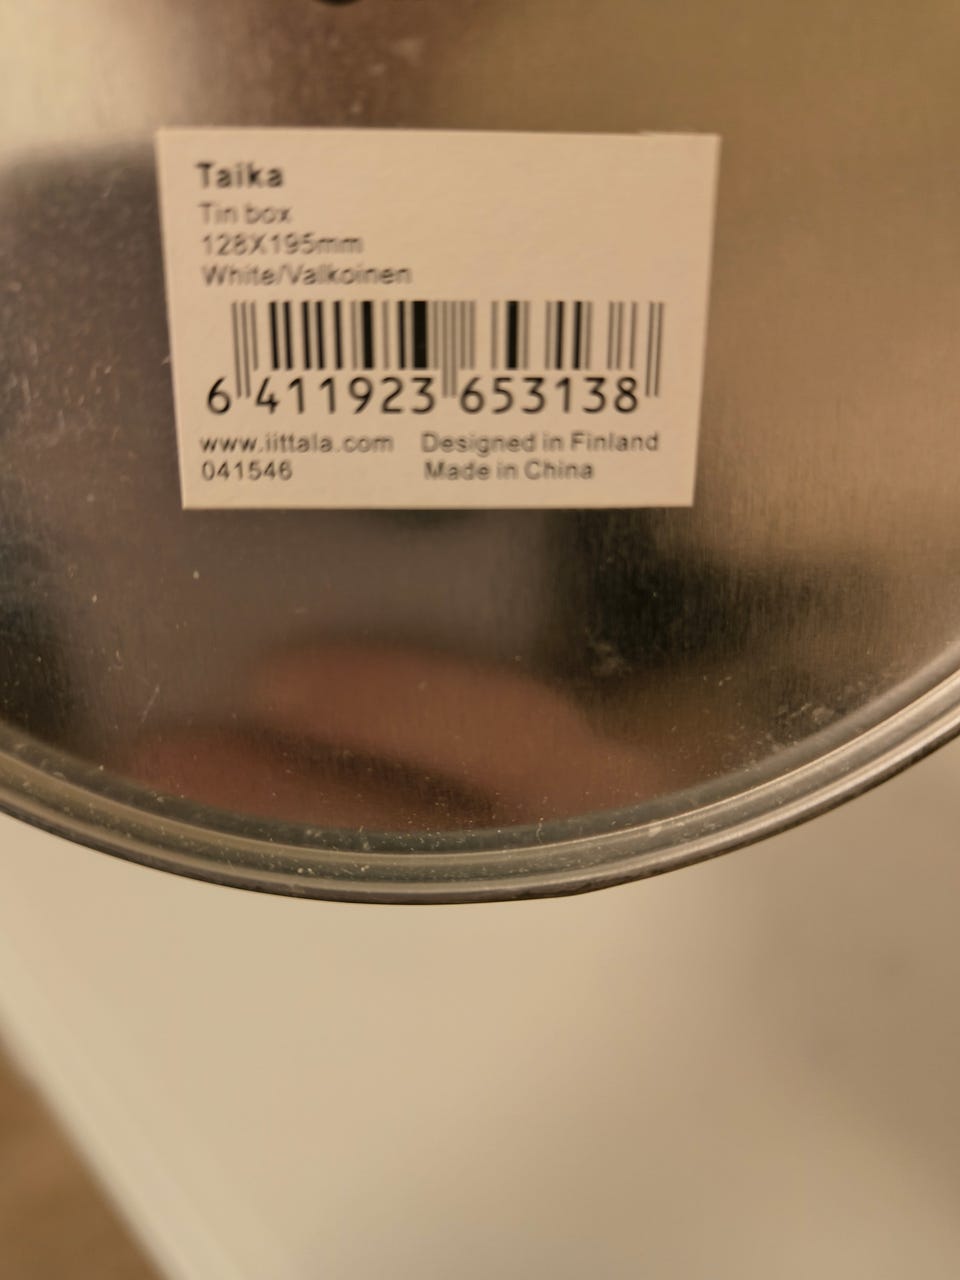 Taika
Tin box
128X195mm
White/Valkoinen
6 411923 653138
www.iittala.com Designed in Finland
041546 Made in China